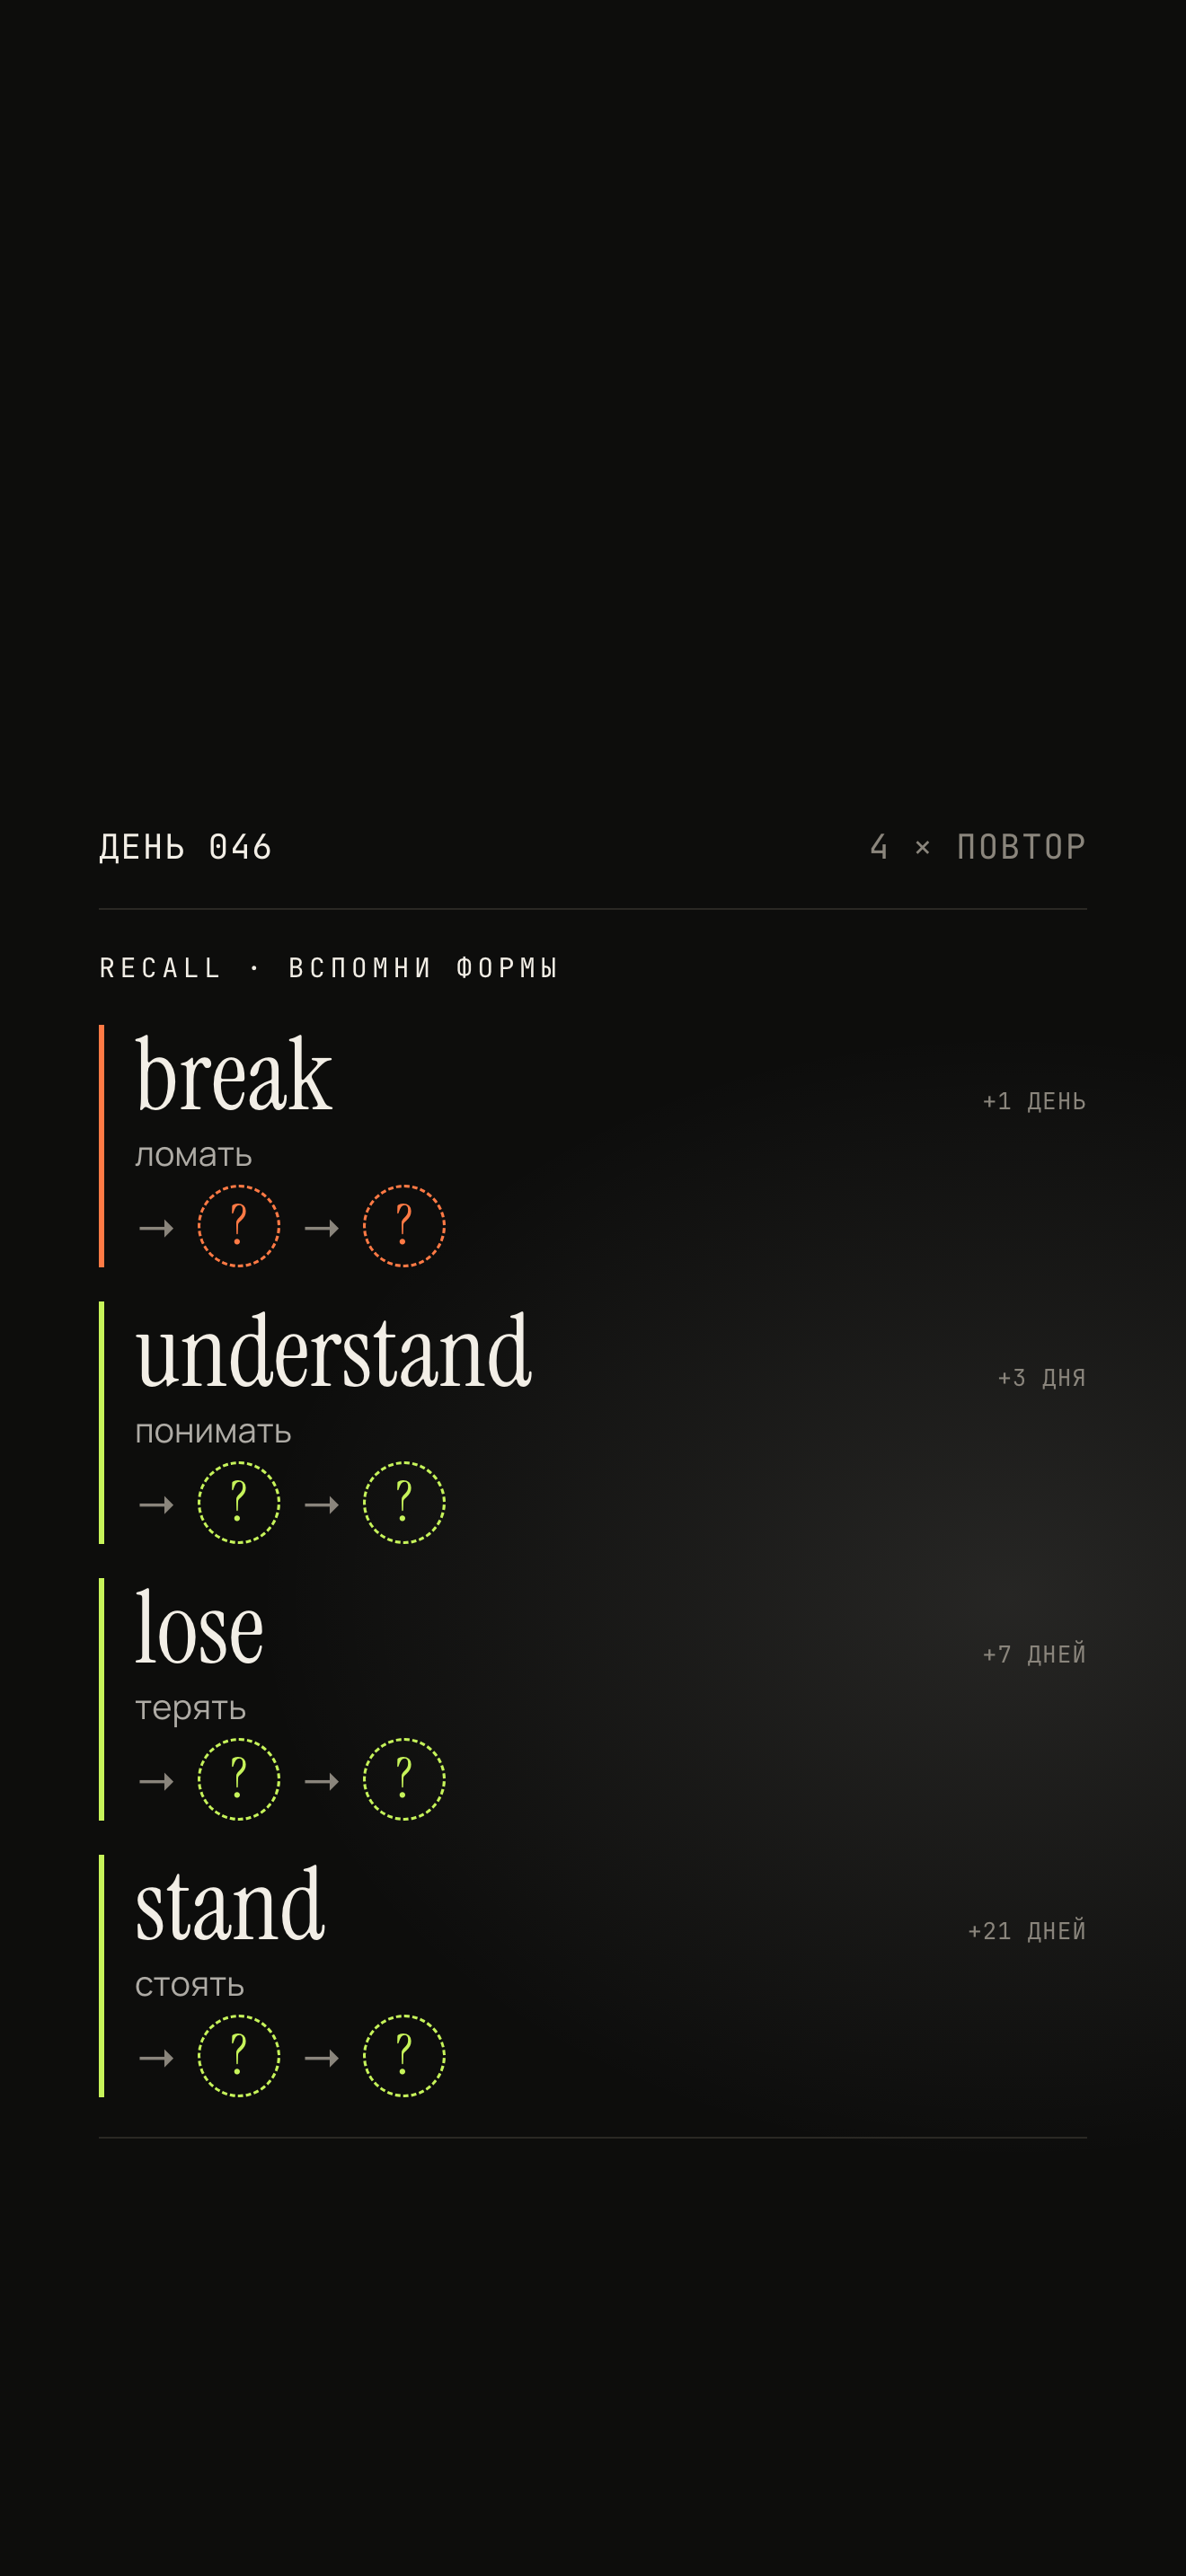 ДЕНЬ 046
4 × ПОВТОР
RECALL · ВСПОМНИ ФОРМЫ
break
+1 ДЕНЬ
ломать
→ ? → ?
understand
+3 ДНЯ
понимать
→ ? → ?
lose
+7 ДНЕЙ
терять
→ ? → ?
stand
+21 ДНЕЙ
стоять
→ ? → ?